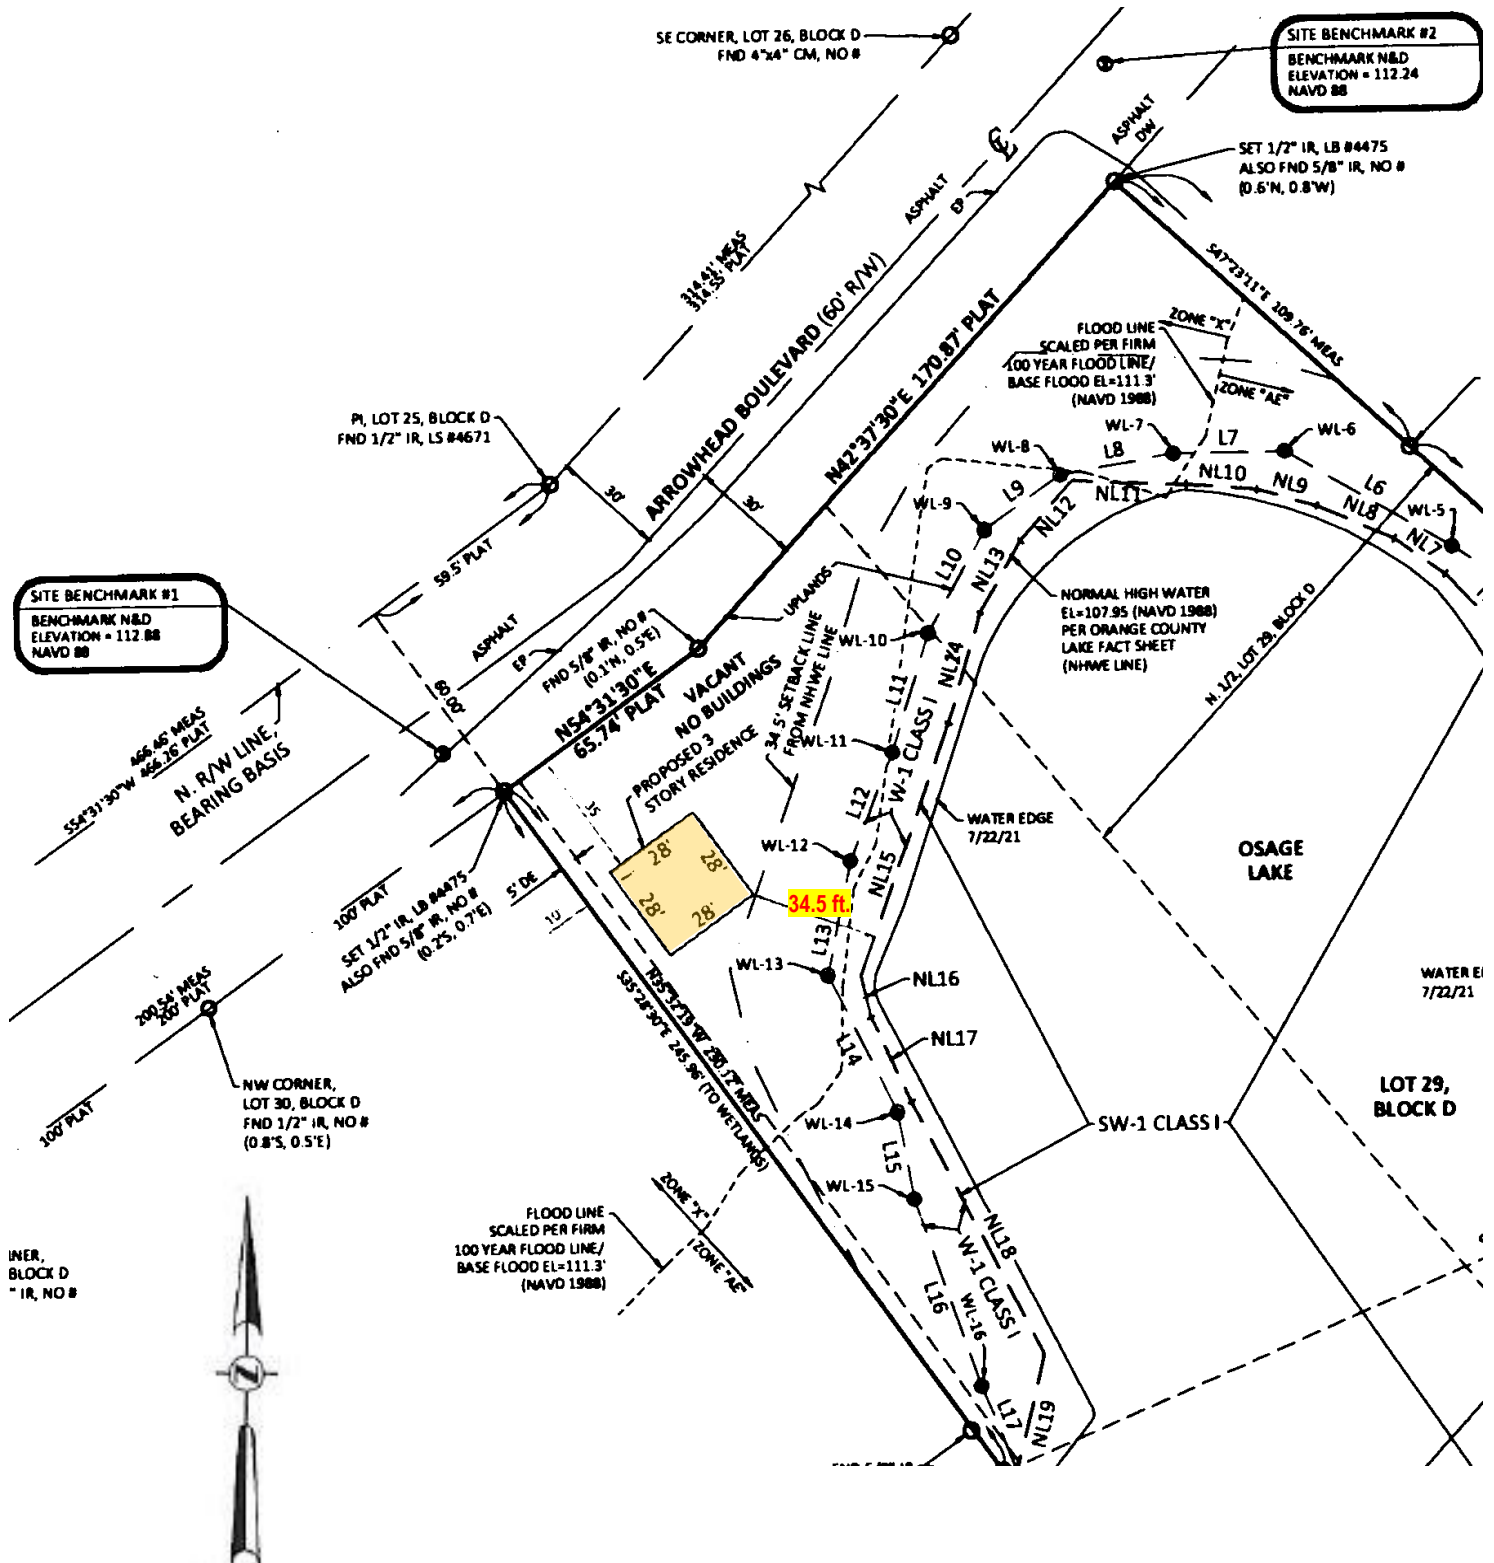 SE CORNER, LOT 26, BLOCK D
FND 4"x4" CM, NO #
SITE BENCHMARK #2
BENCHMARK N&D
ELEVATION = 112.24
NAVD 88
ASPHALT
DW
SET 1/2" IR, LB #4475
ALSO FND 5/8" IR, NO #
(0.6'N, 0.8'W)
ASPHALT
EP
314.41' MEAS
314.55' PLAT
ARROWHEAD BOULEVARD (60' R/W)
N42°37'30"E 170.87' PLAT
S47°23'11"E 109.76' MEAS
ZONE "X"
ZONE "AE"
FLOOD LINE
SCALED PER FIRM
100 YEAR FLOOD LINE/
BASE FLOOD EL=111.3'
(NAVD 1988)
PI, LOT 25, BLOCK D
FND 1/2" IR, LS #4671
30'
30'
59.5' PLAT
WL-8
L8
WL-7
L7
WL-6
L6
WL-5
NL7
NL8
NL9
NL10
NL11
NL12
L9
WL-9
L10
NL13
UPLANDS
SITE BENCHMARK #1
BENCHMARK N&D
ELEVATION = 112.88
NAVD 88
ASPHALT
EP
60.00'
FND 5/8" IR, NO #
(0.1'N, 0.5'E)
N54°31'30"E
65.74' PLAT
VACANT
NO BUILDINGS
34.5' SETBACK LINE
FROM NHWE LINE
WL-10
NL24
NORMAL HIGH WATER
EL=107.95 (NAVD 1988)
PER ORANGE COUNTY
LAKE FACT SHEET
(NHWE LINE)
N. 1/2, LOT 29, BLOCK D
466.46' MEAS
S54°31'30"W 466.26' PLAT
N. R/W LINE,
BEARING BASIS
PROPOSED 3
STORY RESIDENCE
L11
WL-11
W-1 CLASS I
L12
WL-12
NL15
WATER EDGE
7/22/21
OSAGE
LAKE
35
28'
28'
28'
28'
34.5 ft.
5' DE
10'
100' PLAT
SET 1/2" IR, LB #4475
ALSO FND 5/8" IR, NO #
(0.2'S, 0.7'E)
L13
WL-13
NL16
NL17
WATER E
7/22/21
200.54' MEAS
200' PLAT
N35°32'19"W 230.12' MEAS
S35°28'30"E 245.96' (TO WETLANDS)
L14
WL-14
L15
WL-15
SW-1 CLASS I
LOT 29,
BLOCK D
100' PLAT
NW CORNER,
LOT 30, BLOCK D
FND 1/2" IR, NO #
(0.8'S, 0.5'E)
ZONE "X"
ZONE "AE"
FLOOD LINE
SCALED PER FIRM
100 YEAR FLOOD LINE/
BASE FLOOD EL=111.3'
(NAVD 1988)
NL18
W-1 CLASS I
L16
WL-16
L17
NL19
NER,
BLOCK D
" IR, NO #
N